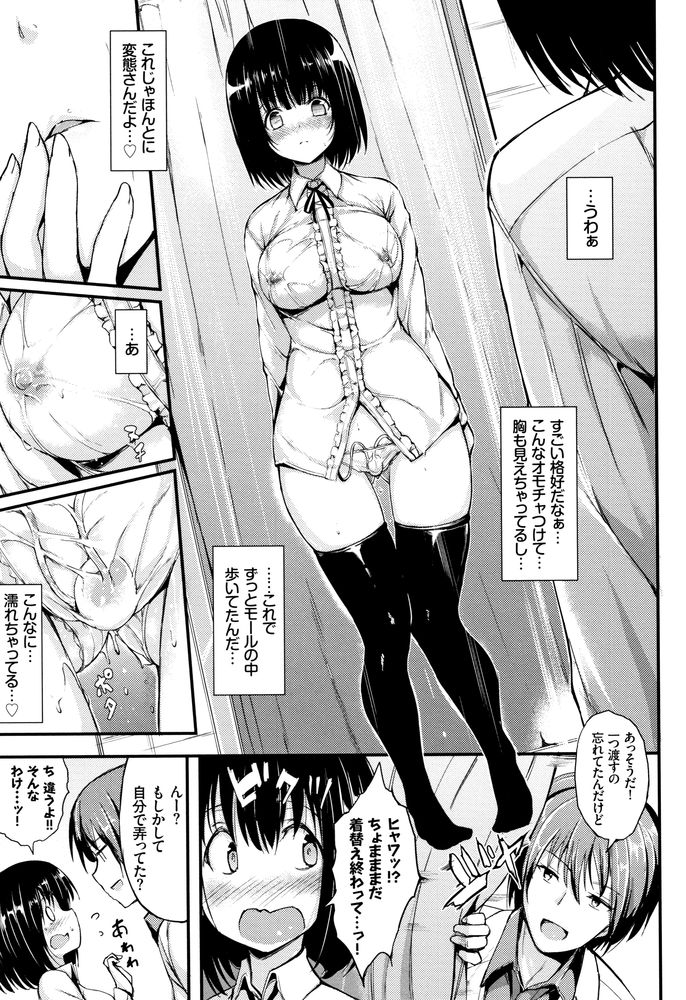 …うわぁ
すごい格好だなぁ…
こんなオモチャつけて…
胸も見えちゃってるし…
……これで
ずっとモールの中
歩いてたんだ…
これじゃほんとに
変態さんだよ…♡
…あ
こんなに…
濡れちゃってる…♡
ポタ
あっそうだ！
一つ渡すの
忘れてたんだけど
ヒャワッ!?
ちょまままだ
着替え終わって…っ！
ビクッ
んー？
もしかして
自分で弄ってた？
ち 違うよ!!
そんな
わけ…ッ！
あわわ